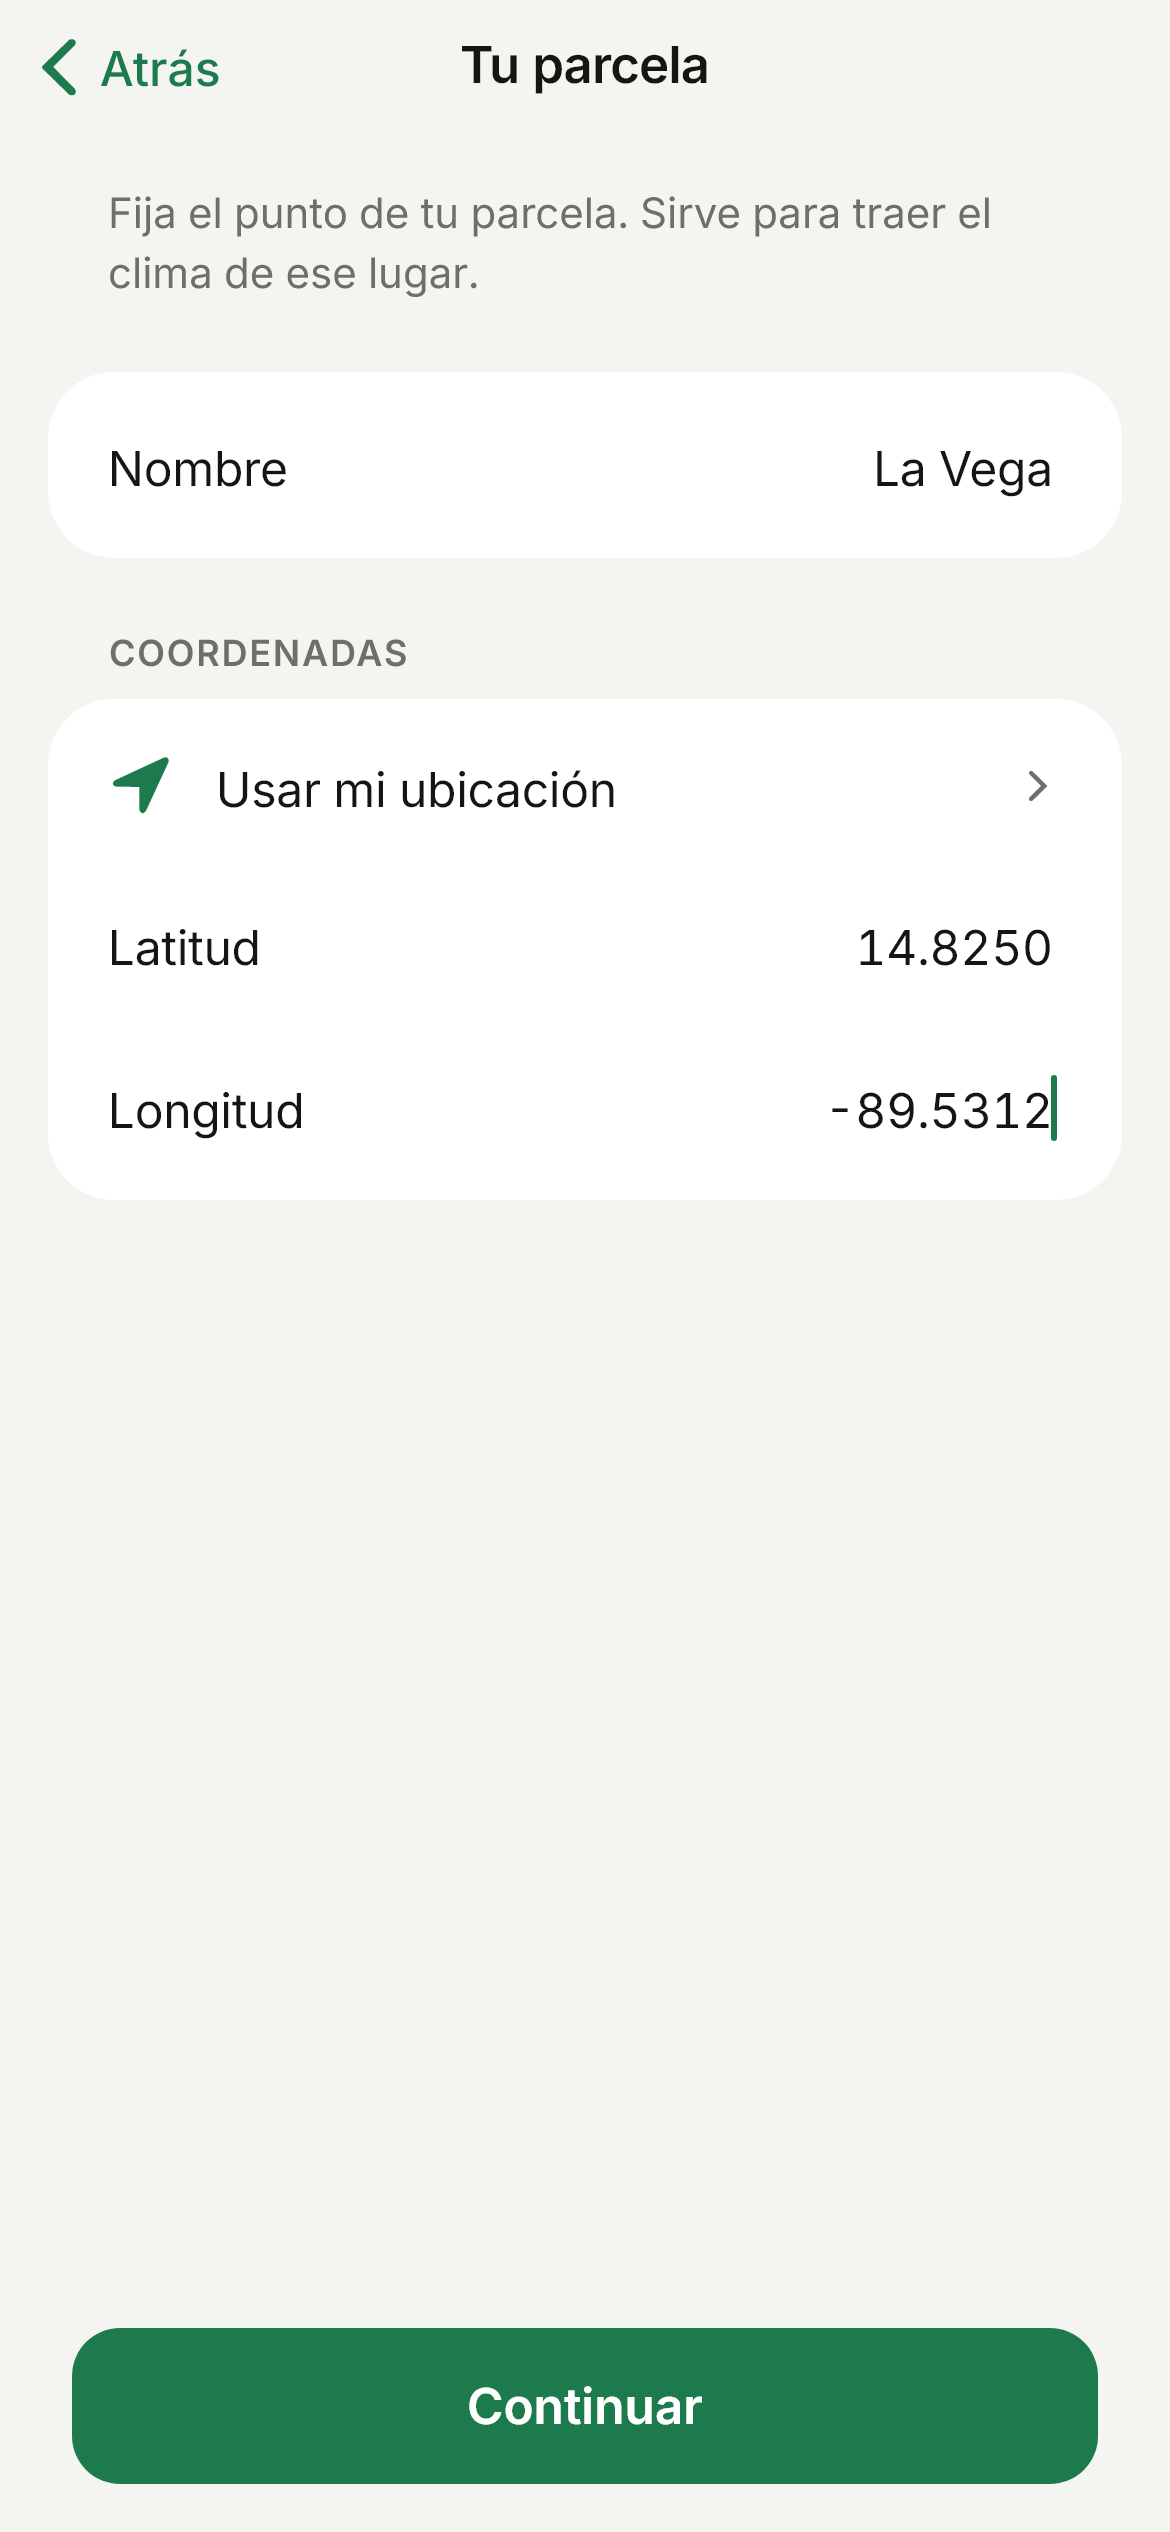 Atrás
Tu parcela
Fija el punto de tu parcela. Sirve para traer el
clima de ese lugar.
Nombre La Vega
COORDENADAS
Usar mi ubicación
Latitud 14.8250
Longitud -89.5312
Continuar